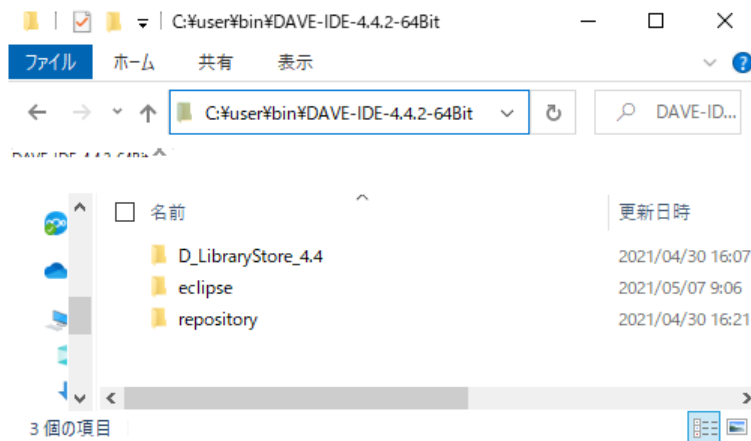 C:¥user¥bin¥DAVE-IDE-4.4.2-64Bit
ファイル ホーム 共有 表示
C:¥user¥bin¥DAVE-IDE-4.4.2-64Bit DAVE-ID...
名前 更新日時
D_LibraryStore_4.4 2021/04/30 16:07
eclipse 2021/05/07 9:06
repository 2021/04/30 16:21
3 個の項目